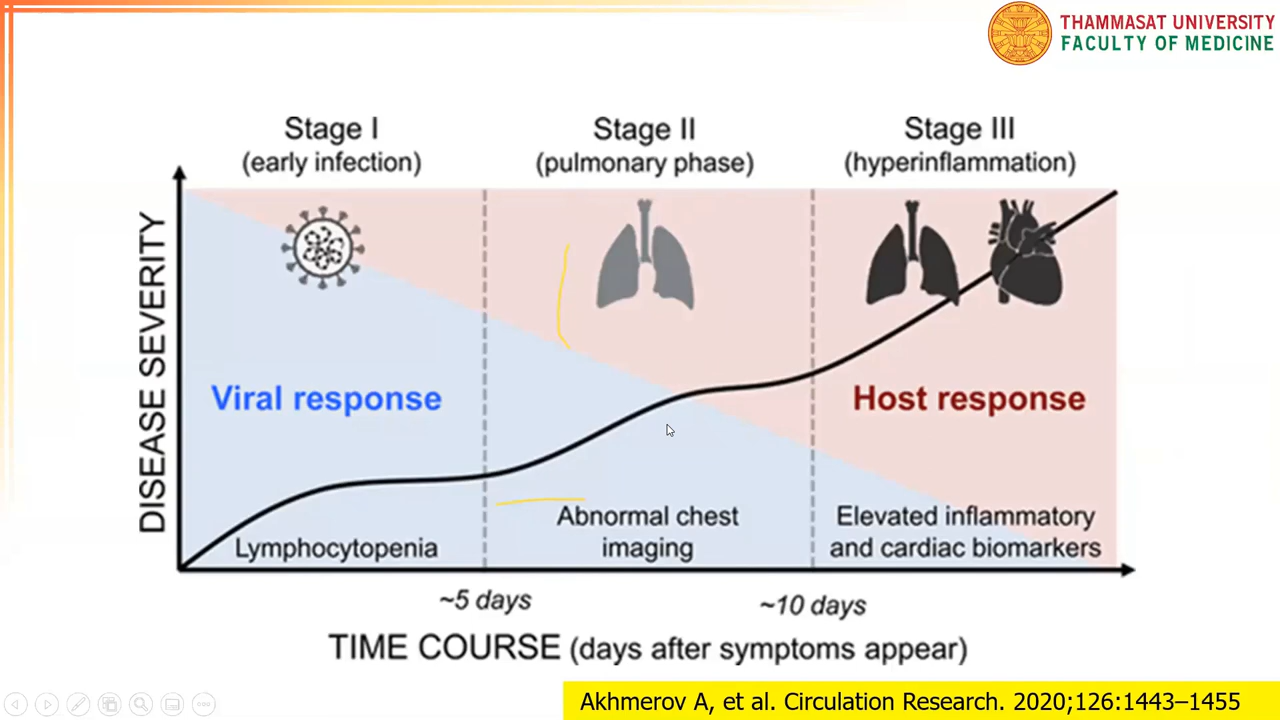 THAMMASAT UNIVERSITY
FACULTY OF MEDICINE
Stage I
(early infection)
Stage II
(pulmonary phase)
Stage III
(hyperinflammation)
DISEASE SEVERITY
Viral response
Host response
Lymphocytopenia
Abnormal chest
imaging
Elevated inflammatory
and cardiac biomarkers
~5 days
~10 days
TIME COURSE (days after symptoms appear)
Akhmerov A, et al. Circulation Research. 2020;126:1443–1455